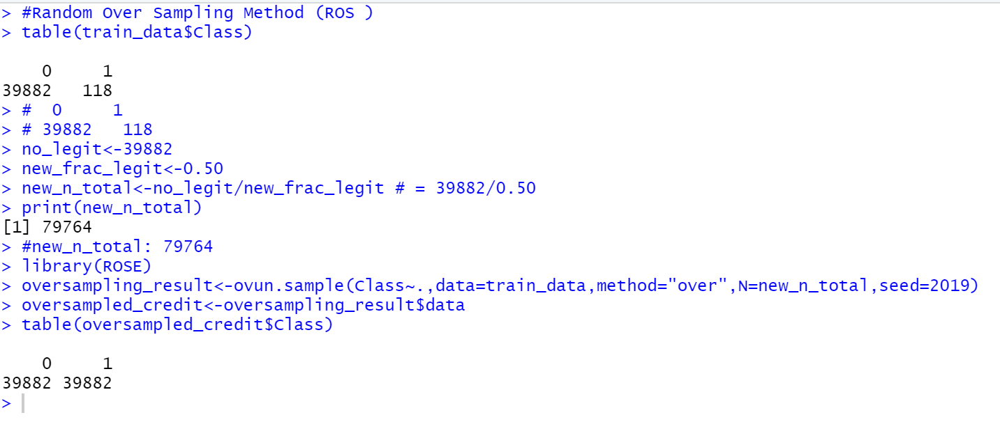 > #Random Over Sampling Method (ROS )
> table(train_data$Class)
    0     1
39882   118
> #  0     1
> # 39882   118
> no_legit<-39882
> new_frac_legit<-0.50
> new_n_total<-no_legit/new_frac_legit # = 39882/0.50
> print(new_n_total)
[1] 79764
> #new_n_total: 79764
> library(ROSE)
> oversampling_result<-ovun.sample(Class~.,data=train_data,method="over",N=new_n_total,seed=2019)
> oversampled_credit<-oversampling_result$data
> table(oversampled_credit$Class)
    0     1
39882 39882
>